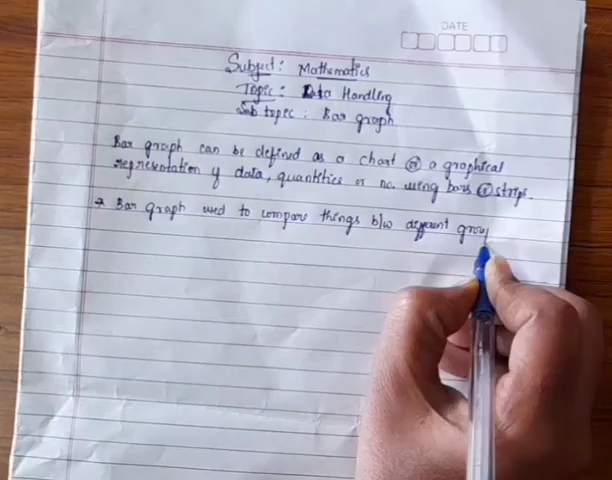 DATE
Subject: Mathematics
Topic: Data Handling
Sub topic: Bar graph
Bar graph can be defined as a chart or a graphical
representation of data, quantities or no. using bars or strips.
→ Bar graph used to compare things b/w different grou